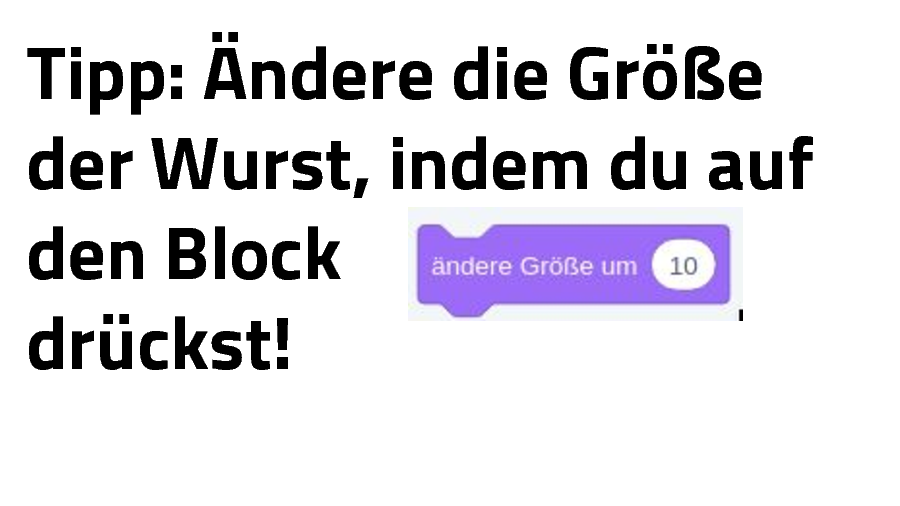 Tipp: Ändere die Größe
der Wurst, indem du auf
den Block
ändere Größe um 10
drückst!